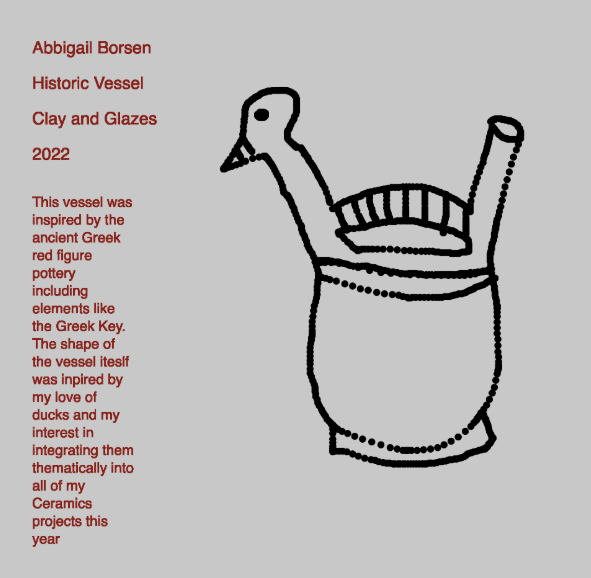 Abbigail Borsen
Historic Vessel
Clay and Glazes
2022
This vessel was
inspired by the
ancient Greek
red figure
pottery
including
elements like
the Greek Key.
The shape of
the vessel iteslf
was inpired by
my love of
ducks and my
interest in
integrating them
thematically into
all of my
Ceramics
projects this
year